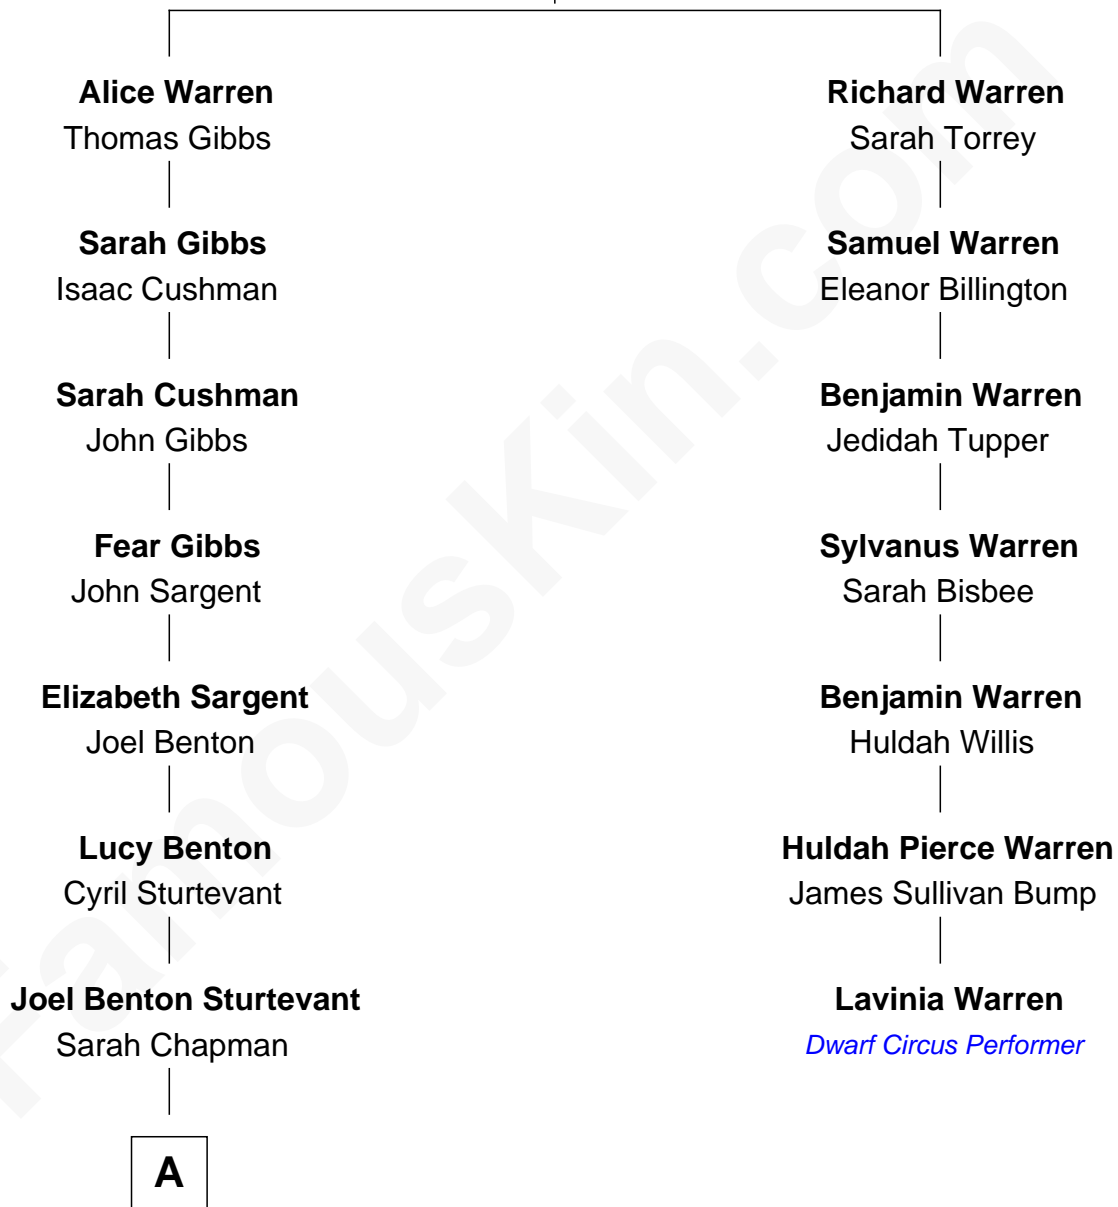 Alice Warren
Thomas Gibbs
Sarah Gibbs
Isaac Cushman
Sarah Cushman
John Gibbs
Fear Gibbs
John Sargent
Elizabeth Sargent
Joel Benton
Lucy Benton
Cyril Sturtevant
Joel Benton Sturtevant
Sarah Chapman
A
Richard Warren
Sarah Torrey
Samuel Warren
Eleanor Billington
Benjamin Warren
Jedidah Tupper
Sylvanus Warren
Sarah Bisbee
Benjamin Warren
Huldah Willis
Huldah Pierce Warren
James Sullivan Bump
Lavinia Warren
Dwarf Circus Performer
FamousKin.com